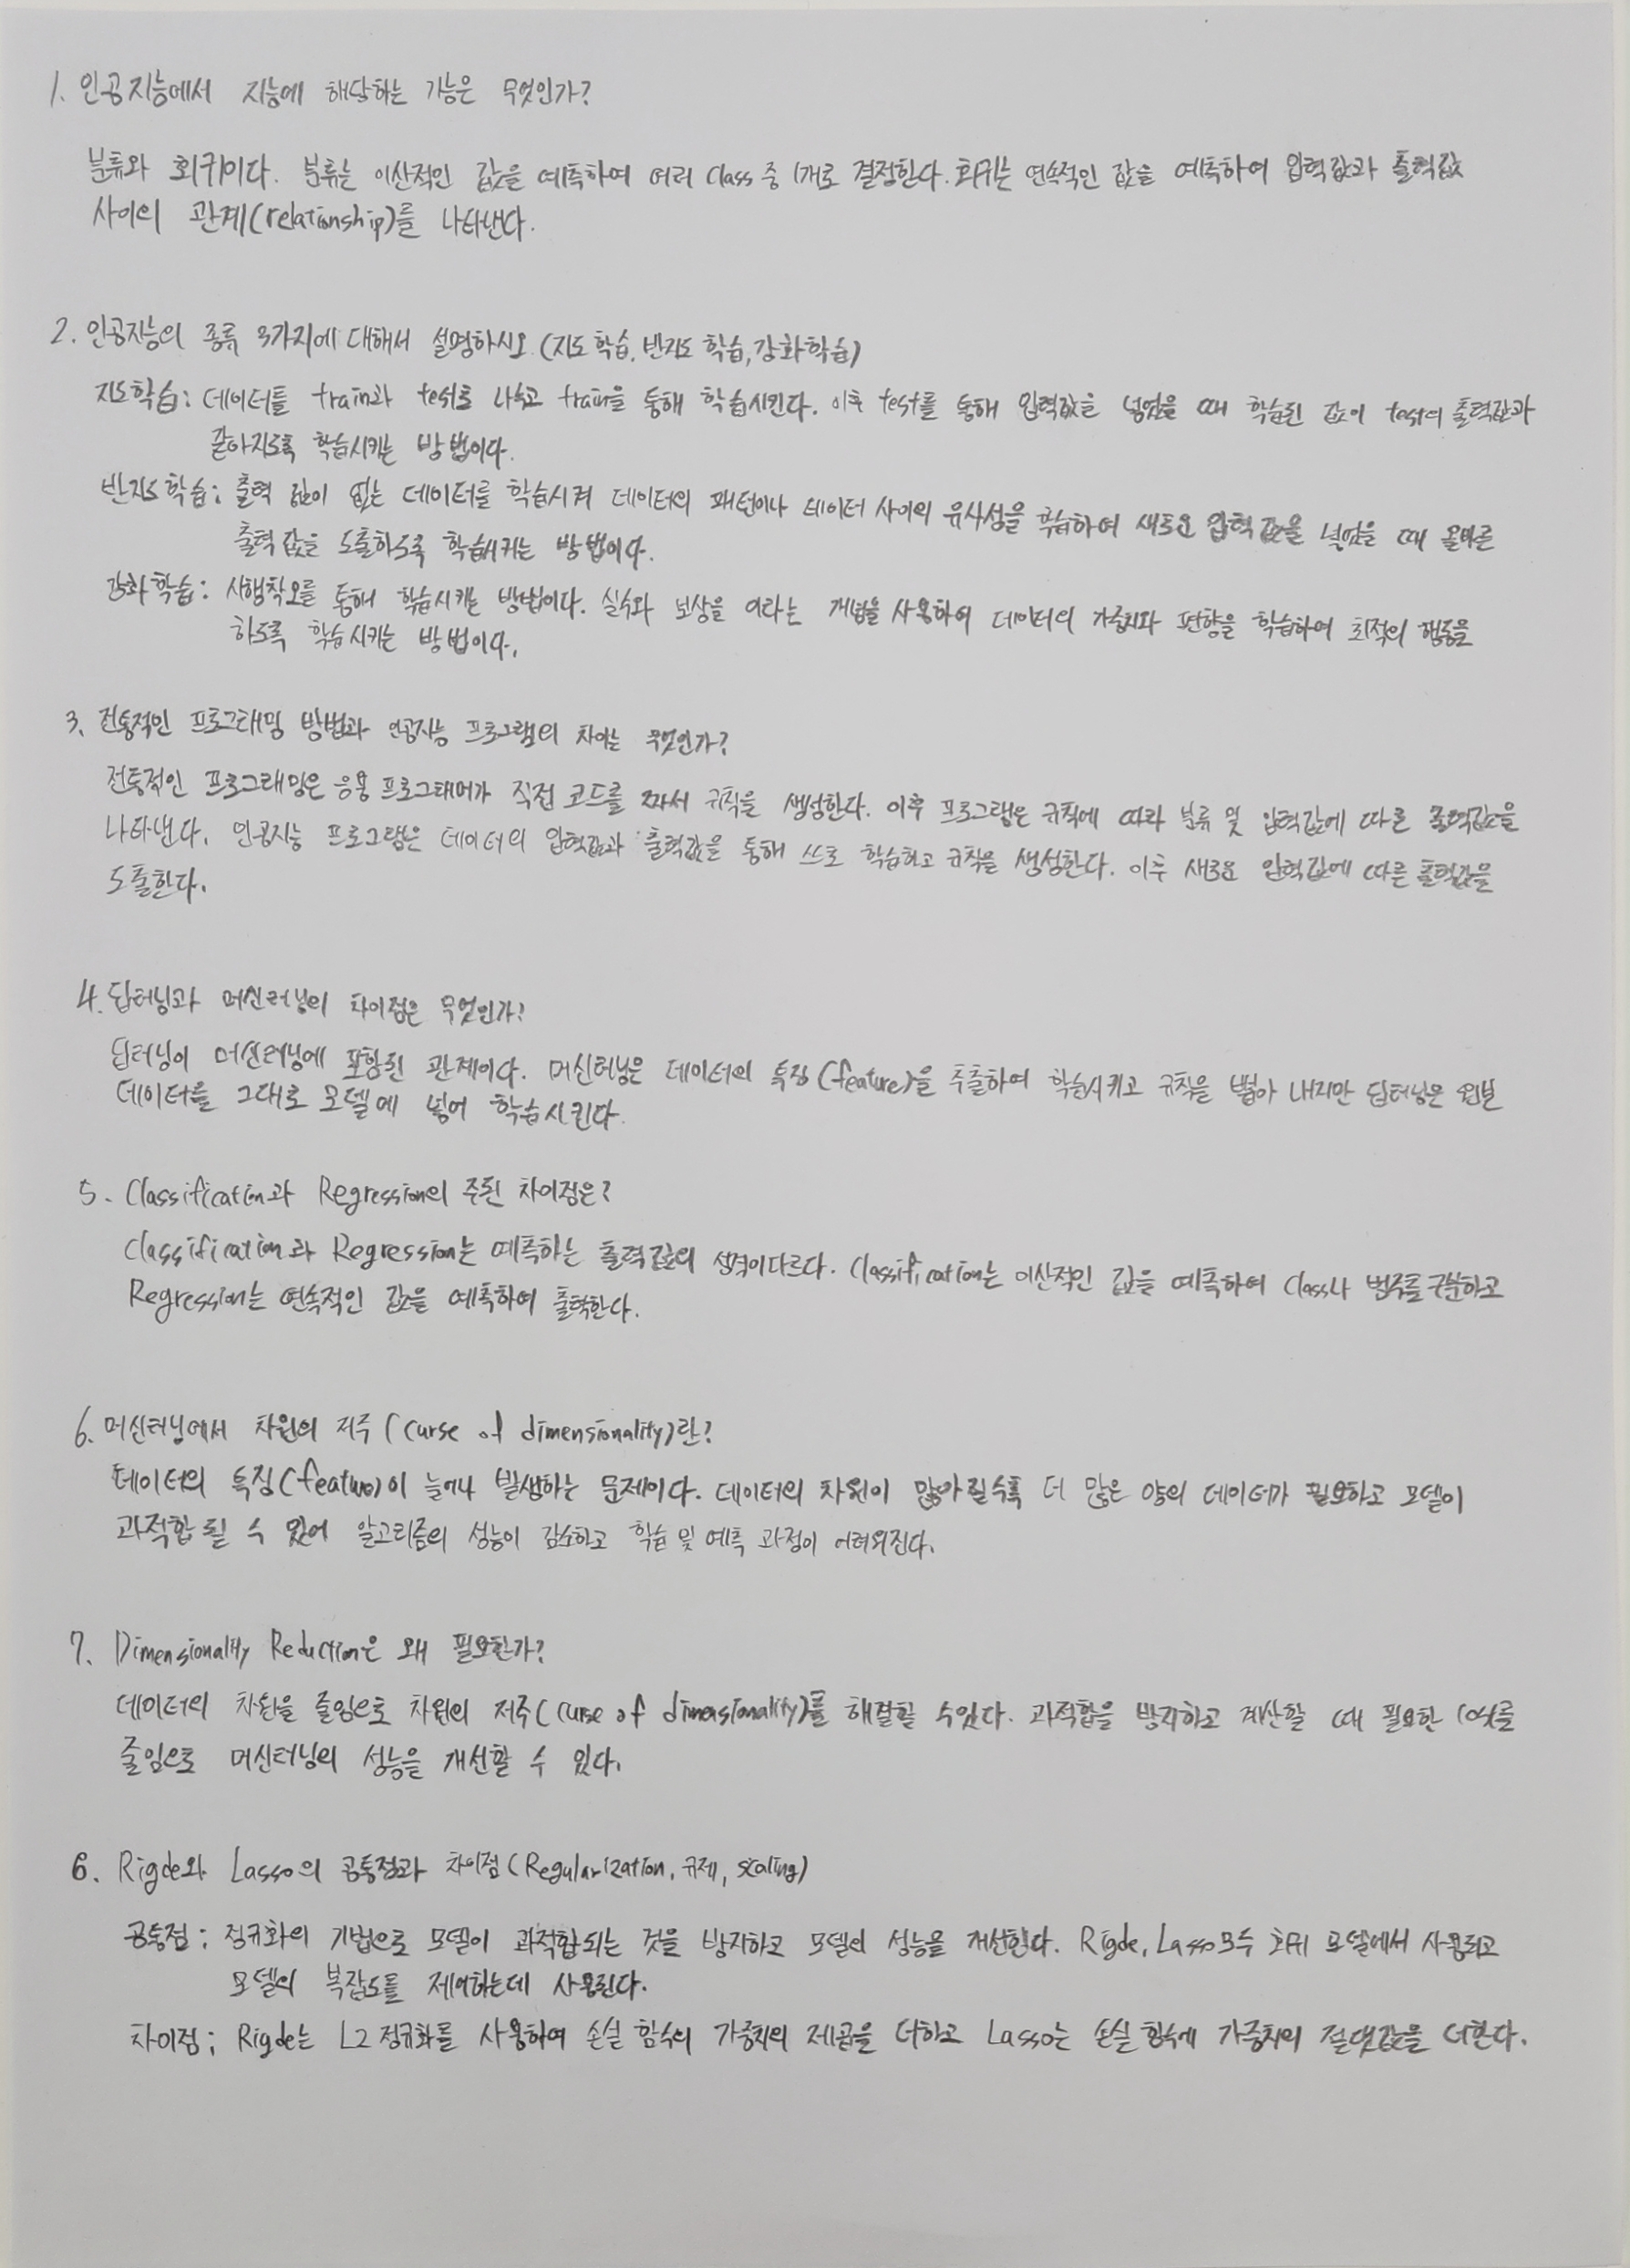 1. 인공지능에서 지능에 해당하는 기능은 무엇인가?
분류와 회귀이다. 분류는 이산적인 값을 예측하여 여러 class 중 1개로 결정한다. 회귀는 연속적인 값을 예측하여 입력값과 출력값
사이의 관계(relationship)를 나타낸다.
2. 인공지능의 종류 3가지에 대해서 설명하시오 (지도학습, 반지도 학습, 강화학습)
지도학습: 데이터를 train과 test로 나누고 train을 통해 학습시킨다. 이후 test를 통해 입력값을 넣었을 때 학습된 값이 test의 출력값과
같아지도록 학습시키는 방법이다.
반지도 학습: 출력 값이 없는 데이터를 학습시켜 데이터의 패턴이나 데이터 사이의 유사성을 학습하여 새로운 입력 값을 넣었을 때 올바른
출력 값을 도출하도록 학습시키는 방법이다.
강화 학습: 시행착오를 통해 학습시키는 방법이다. 실수와 보상을 이라는 개념을 사용하여 데이터의 가중치와 편향을 학습하여 최적의 행동을
하도록 학습시키는 방법이다.
3. 전통적인 프로그래밍 방법과 인공지능 프로그램의 차이는 무엇인가?
전통적인 프로그래밍은 응용 프로그래머가 직접 코드를 짜서 규칙을 생성한다. 이후 프로그램은 규칙에 따라 분류 및 입력값에 따른 출력값을
나타낸다. 인공지능 프로그램은 데이터의 입력값과 출력값을 통해 쓰로 학습하고 규칙을 생성한다. 이후 새로운 입력값에 따른 출력값을
도출한다.
4. 딥러닝과 머신러닝의 차이점은 무엇인가?
딥러닝이 머신러닝에 포함된 관계이다. 머신러닝은 데이터의 특징(feature)을 추출하여 학습시키고 규칙을 뽑아 내지만 딥러닝은 원본
데이터를 그대로 모델에 넣어 학습시킨다.
5. Classification과 Regression의 주된 차이점은?
Classification과 Regression는 예측하는 출력값의 성격이다르다. Classification는 이산적인 값을 예측하여 Class나 범주를 구분하고
Regression는 연속적인 값을 예측하여 출력한다.
6. 머신러닝에서 차원의 저주 (Curse of dimensionality)란?
데이터의 특징(feature)이 늘어나 발생하는 문제이다. 데이터의 차원이 많아 질수록 더 많은 양의 데이터가 필요하고 모델이
과적합 될 수 있어 알고리즘의 성능이 감소하고 학습 및 예측 과정이 어려워진다.
7. Dimensionality Reduction은 왜 필요한가?
데이터의 차원을 줄임으로 차원의 저주(Curse of dimensionality)를 해결할 수있다. 과적합을 방지하고 계산할 때 필요한 cost를
줄임으로 머신러닝의 성능을 개선할 수 있다.
8. Rigde와 Lasso의 공통점과 차이점 (Regularization, 규제, scaling)
공통점: 정규화의 기법으로 모델이 과적합되는 것을 방지하고 모델의 성능을 개선한다. Rigde, Lasso모두 회귀 모델에서 사용되고
모델의 복잡도를 제어하는데 사용된다.
차이점: Rigde는 L2 정규화를 사용하여 손실 함수의 가중치의 제곱을 더하고 Lasso는 손실 함수에 가중치의 절댓값을 더한다.